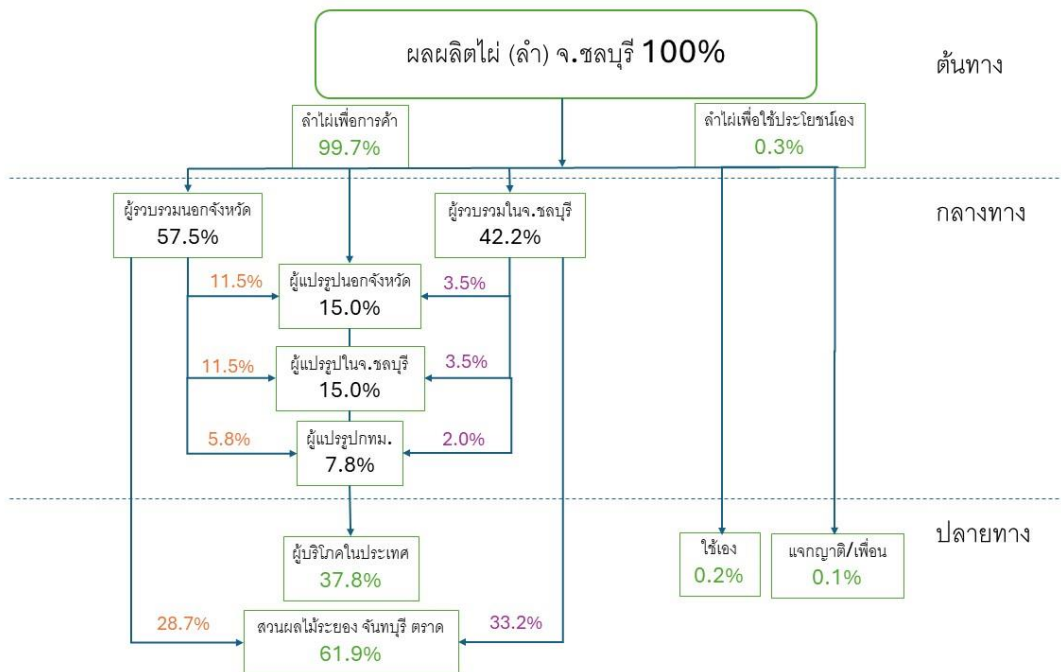 ผลผลิตไผ่ (ลำ) จ.ชลบุรี 100%
ต้นทาง
ลำไผ่เพื่อการค้า
99.7%
ลำไผ่เพื่อใช้ประโยชน์เอง
0.3%
กลางทาง
ผู้รวบรวมนอกจังหวัด
57.5%
ผู้รวบรวมในจ.ชลบุรี
42.2%
11.5%
ผู้แปรรูปนอกจังหวัด
15.0%
3.5%
11.5%
ผู้แปรรูปในจ.ชลบุรี
15.0%
3.5%
5.8%
ผู้แปรรูปกทม.
7.8%
2.0%
ปลายทาง
ผู้บริโภคในประเทศ
37.8%
ใช้เอง
0.2%
แจกญาติ/เพื่อน
0.1%
28.7%
สวนผลไม้ระยอง จันทบุรี ตราด
61.9%
33.2%